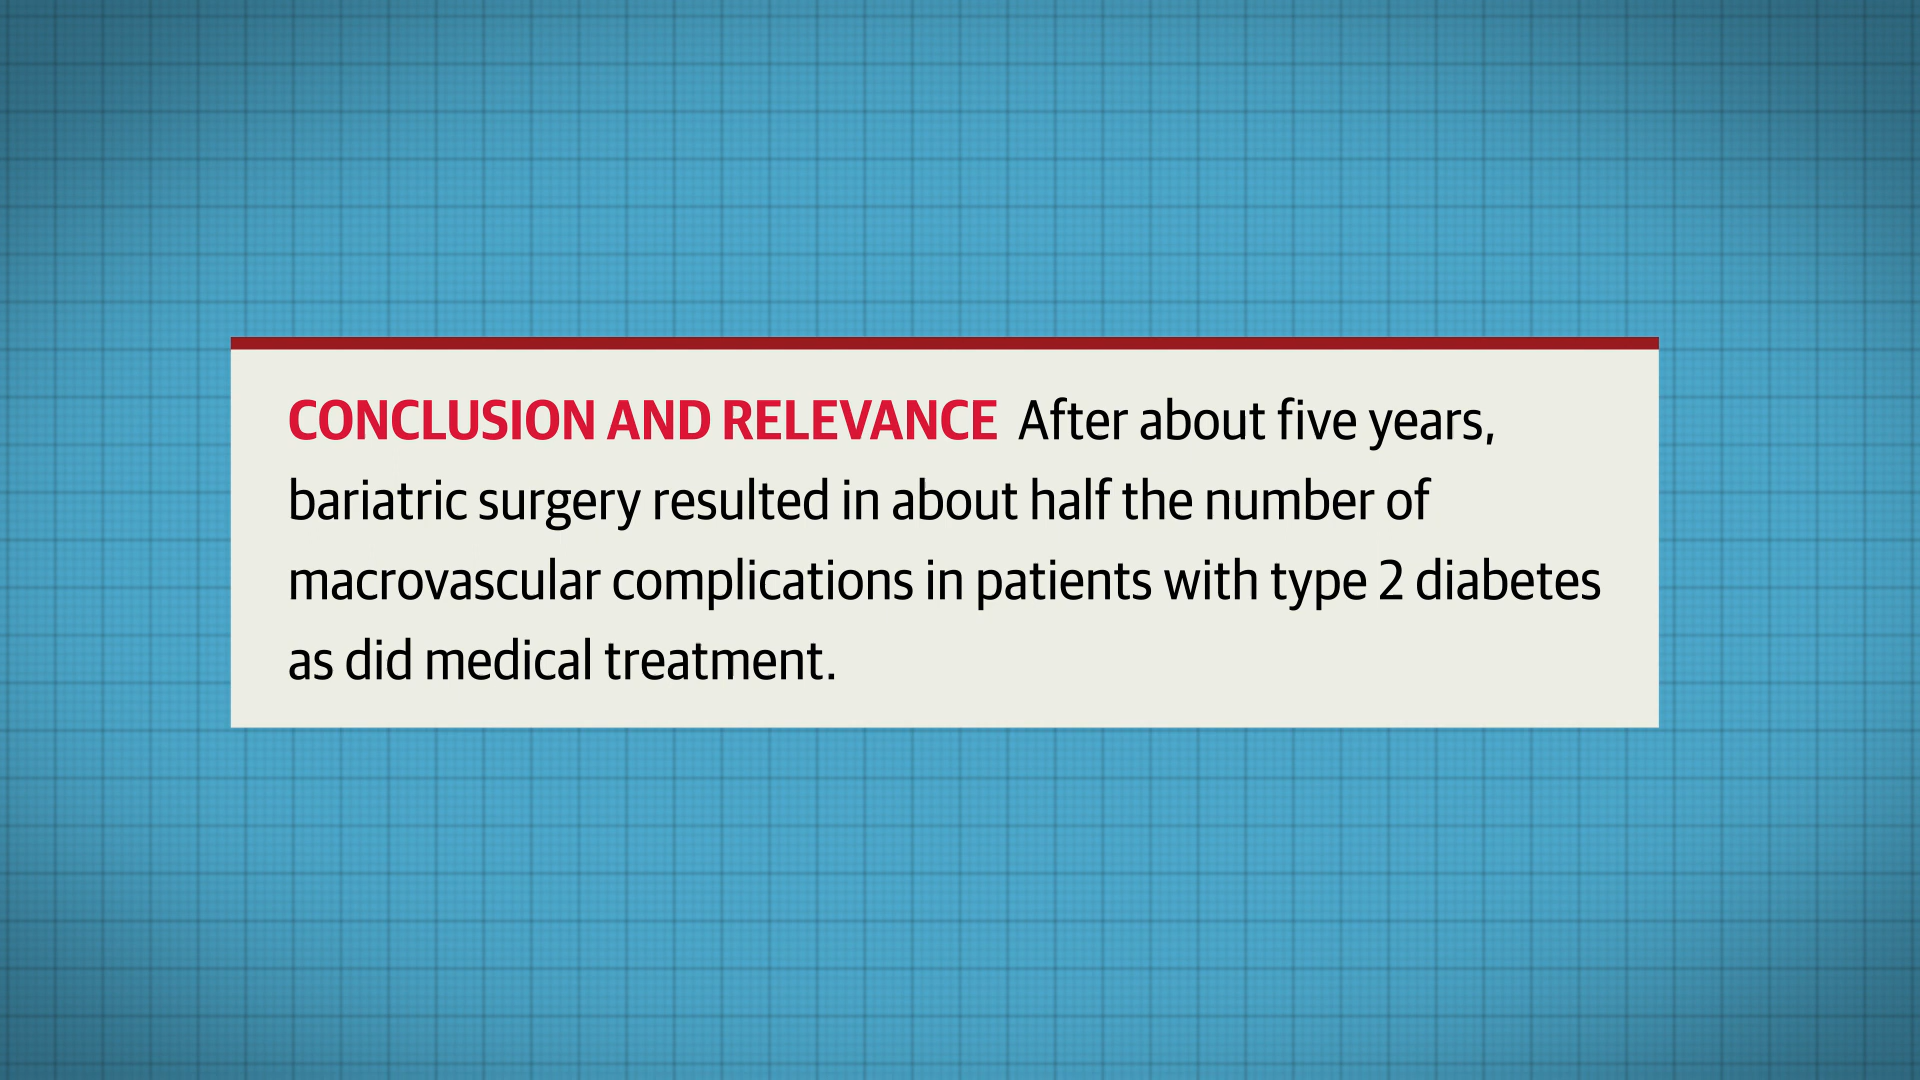 CONCLUSION AND RELEVANCE After about five years,
bariatric surgery resulted in about half the number of
macrovascular complications in patients with type 2 diabetes
as did medical treatment.